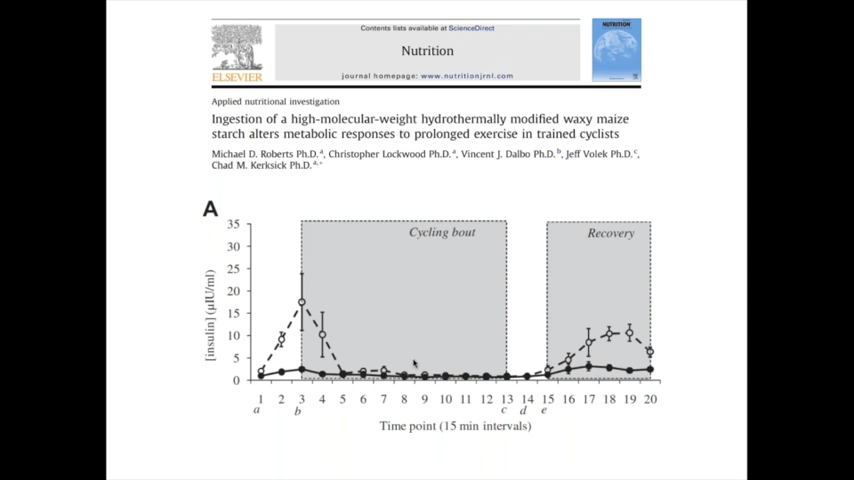 Contents lists available at ScienceDirect
Nutrition
journal homepage: www.nutritionjrnl.com
ELSEVIER
NUTRITION
Applied nutritional investigation
Ingestion of a high-molecular-weight hydrothermally modified waxy maize
starch alters metabolic responses to prolonged exercise in trained cyclists
Michael D. Roberts Ph.D. a, Christopher Lockwood Ph.D. a, Vincent J. Dalbo Ph.D. b, Jeff Volek Ph.D. c,
Chad M. Kerksick Ph.D. a,*
A
35
30
25
20
15
10
5
0
[insulin] (µIU/ml)
Cycling bout
Recovery
1 2 3 4 5 6 7 8 9 10 11 12 13 14 15 16 17 18 19 20
a b c d e
Time point (15 min intervals)